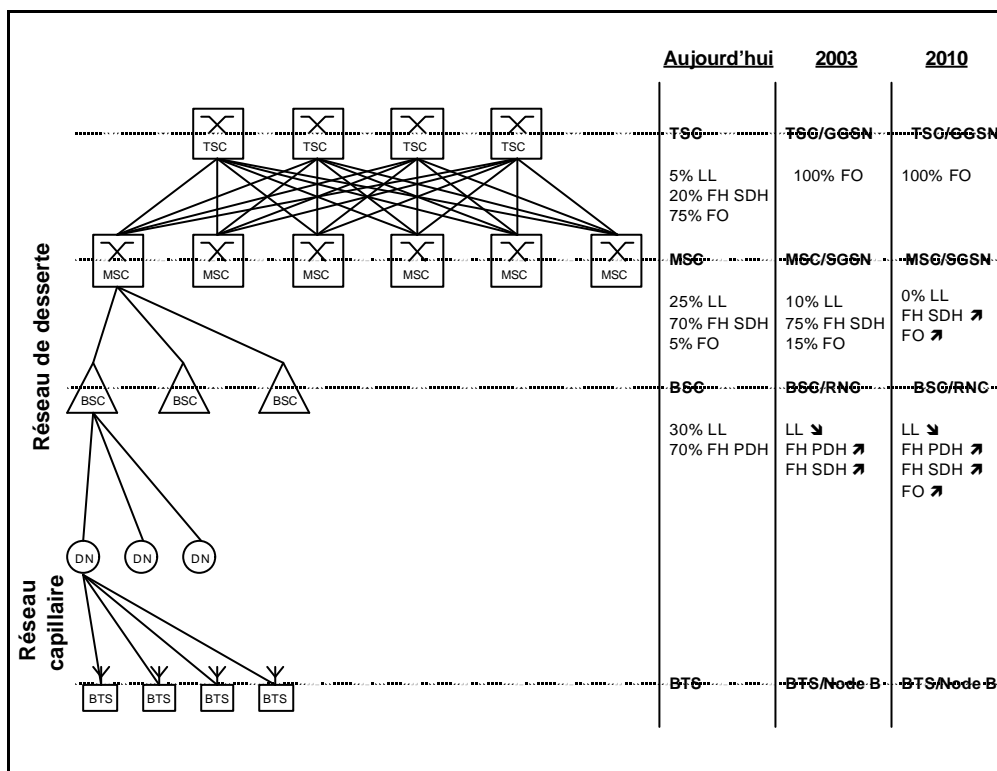 Aujourd'hui 2003 2010
TSC TSC TSC TSC
TSC TSC/GGSN TSC/GGSN
5% LL
20% FH SDH
75% FO
100% FO
100% FO
MSC MSC MSC MSC MSC MSC
MSC MSC/SGSN MSC/SGSN
25% LL
70% FH SDH
5% FO
10% LL
75% FH SDH
15% FO
0% LL
FH SDH ↗
FO ↗
Réseau de desserte
BSC BSC BSC
BSC BSC/RNC BSC/RNC
30% LL
70% FH PDH
LL ↘
FH PDH ↗
FH SDH ↗
LL ↘
FH PDH ↗
FH SDH ↗
FO ↗
DN DN DN
Réseau
capillaire
BTS BTS BTS BTS
BTS BTS/Node B BTS/Node B